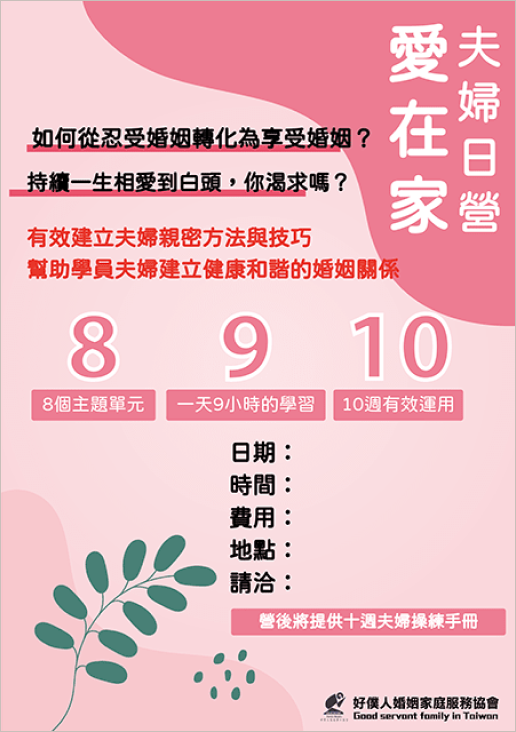 夫婦日營
愛在家
如何從忍受婚姻轉化為享受婚姻？
持續一生相愛到白頭，你渴求嗎？
有效建立夫婦親密方法與技巧
幫助學員夫婦建立健康和諧的婚姻關係
8 9 10
8個主題單元 一天9小時的學習 10週有效運用
日期：
時間：
費用：
地點：
請洽：
營後將提供十週夫婦操練手冊
好僕人婚姻家庭服務協會
Good servant family in Taiwan